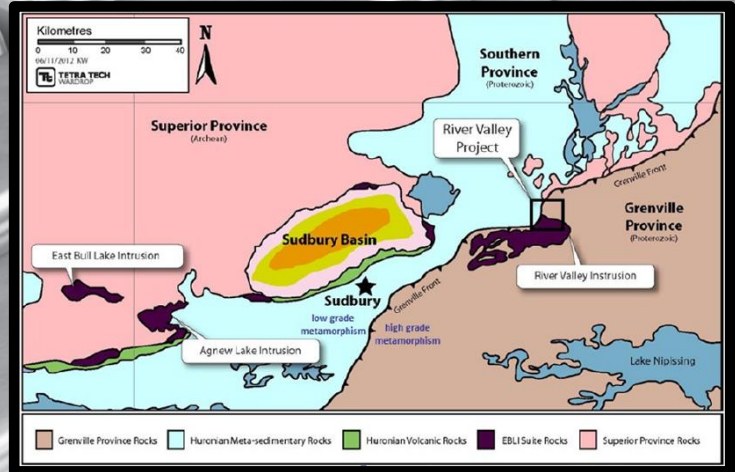 Kilometres
0 10 20 30 40
06/11/2012 KW
TETRA TECH
WARDROP
N
Southern
Province
(Proterozoic)
Superior Province
(Archean)
River Valley
Project
Grenville Front
Grenville
Province
(Proterozoic)
Sudbury Basin
East Bull Lake Intrusion
River Valley Instrusion
Sudbury
Grenville Front
low grade
metamorphism
high grade
metamorphism
Agnew Lake Intrusion
Lake Nipissing
Grenville Province Rocks
Huronian Meta-sedimentary Rocks
Huronian Volcanic Rocks
EBLI Suite Rocks
Superior Province Rocks